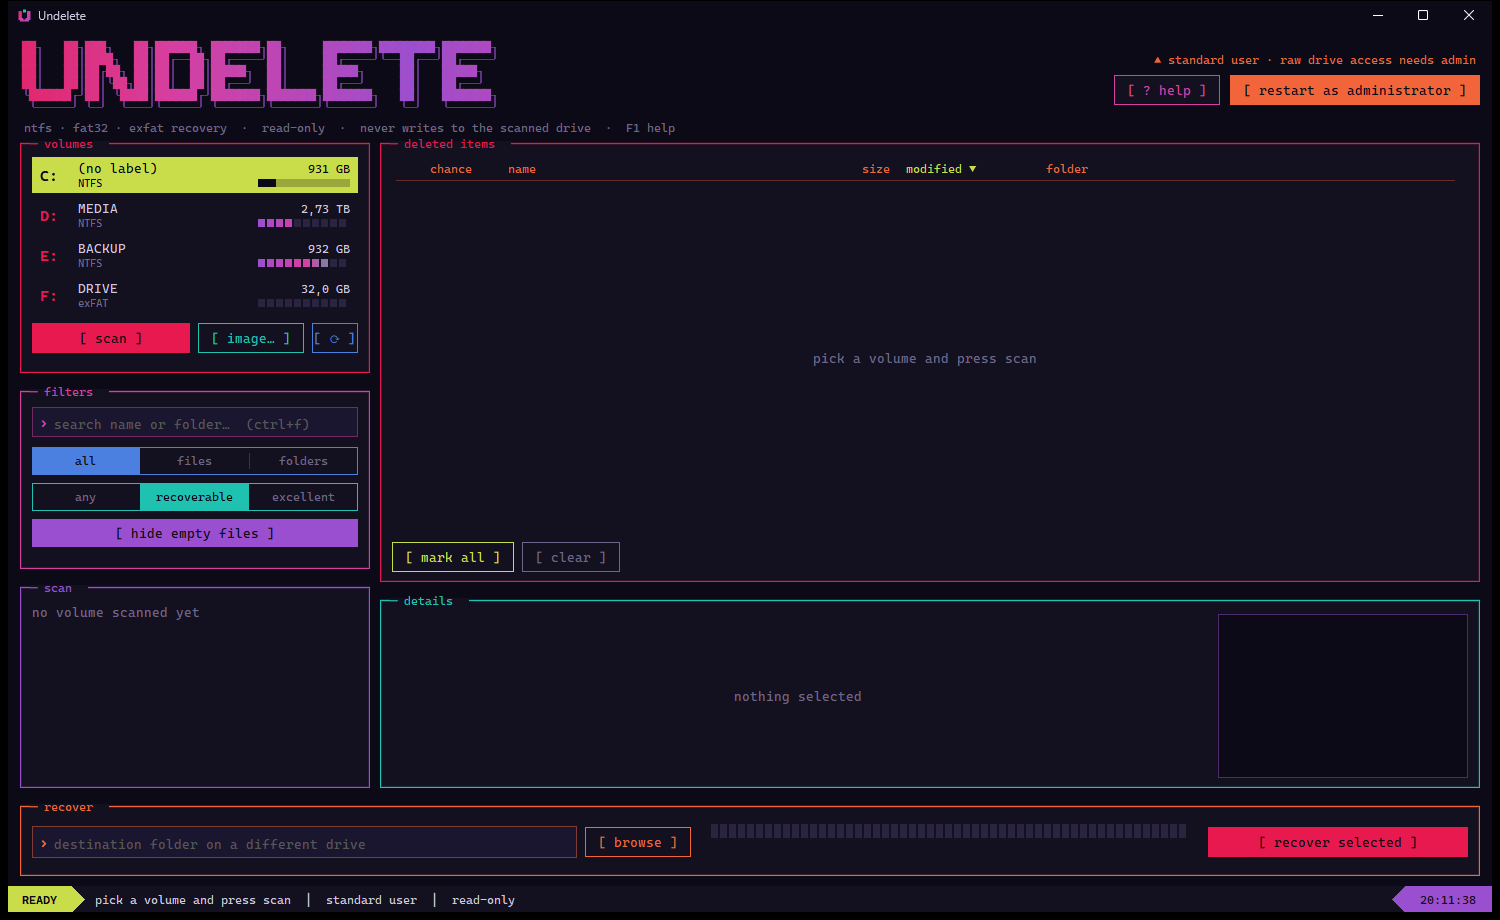 Undelete
UNDELETE
▲ standard user · raw drive access needs admin
[ ? help ]
[ restart as administrator ]
ntfs · fat32 · exfat recovery · read-only · never writes to the scanned drive · F1 help
volumes
C: (no label) 931 GB
NTFS
D: MEDIA 2,73 TB
NTFS
E: BACKUP 932 GB
NTFS
F: DRIVE 32,0 GB
exFAT
[ scan ] [ image… ] [ ⟳ ]
filters
› search name or folder… (ctrl+f)
all files folders
any recoverable excellent
[ hide empty files ]
scan
no volume scanned yet
deleted items
chance name size modified ▼ folder
pick a volume and press scan
[ mark all ] [ clear ]
details
nothing selected
recover
› destination folder on a different drive
[ browse ]
[ recover selected ]
READY pick a volume and press scan │ standard user │ read-only
20:11:38